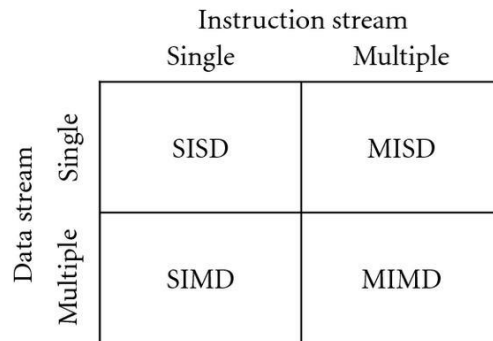 Instruction stream
Single Multiple
Data stream
Single
SISD MISD
Multiple
SIMD MIMD